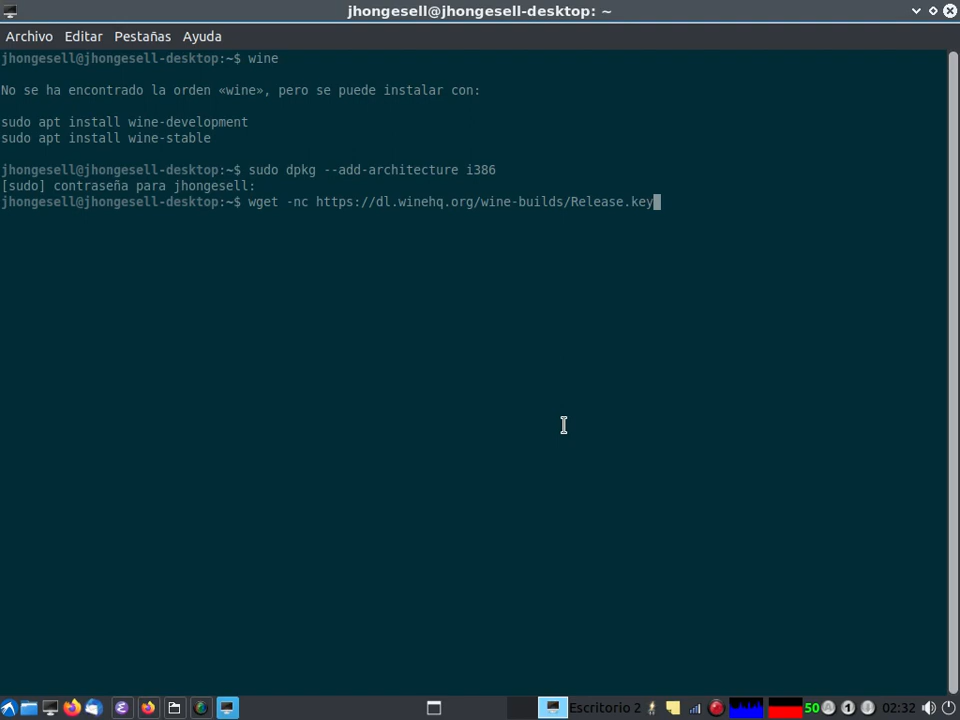 jhongesell@jhongesell-desktop: ~
Archivo Editar Pestañas Ayuda
jhongesell@jhongesell-desktop:~$ wine
No se ha encontrado la orden «wine», pero se puede instalar con:
sudo apt install wine-development
sudo apt install wine-stable
jhongesell@jhongesell-desktop:~$ sudo dpkg --add-architecture i386
[sudo] contraseña para jhongesell:
jhongesell@jhongesell-desktop:~$ wget -nc https://dl.winehq.org/wine-builds/Release.key
Escritorio 2 50 A 1 02:32